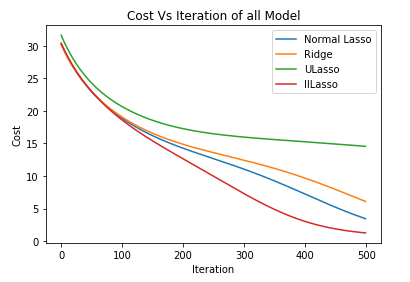 Cost Vs Iteration of all Model
Normal Lasso
Ridge
ULasso
IILasso
Cost
30
25
20
15
10
5
0
0 100 200 300 400 500
Iteration